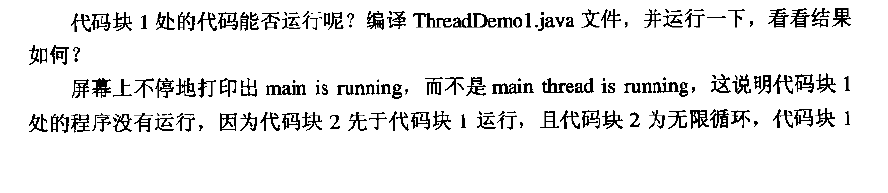 代码块 1 处的代码能否运行呢？编译 ThreadDemo1.java 文件，并运行一下，看看结果
如何？
屏幕上不停地打印出 main is running，而不是 main thread is running，这说明代码块 1
处的程序没有运行，因为代码块 2 先于代码块 1 运行，且代码块 2 为无限循环，代码块 1